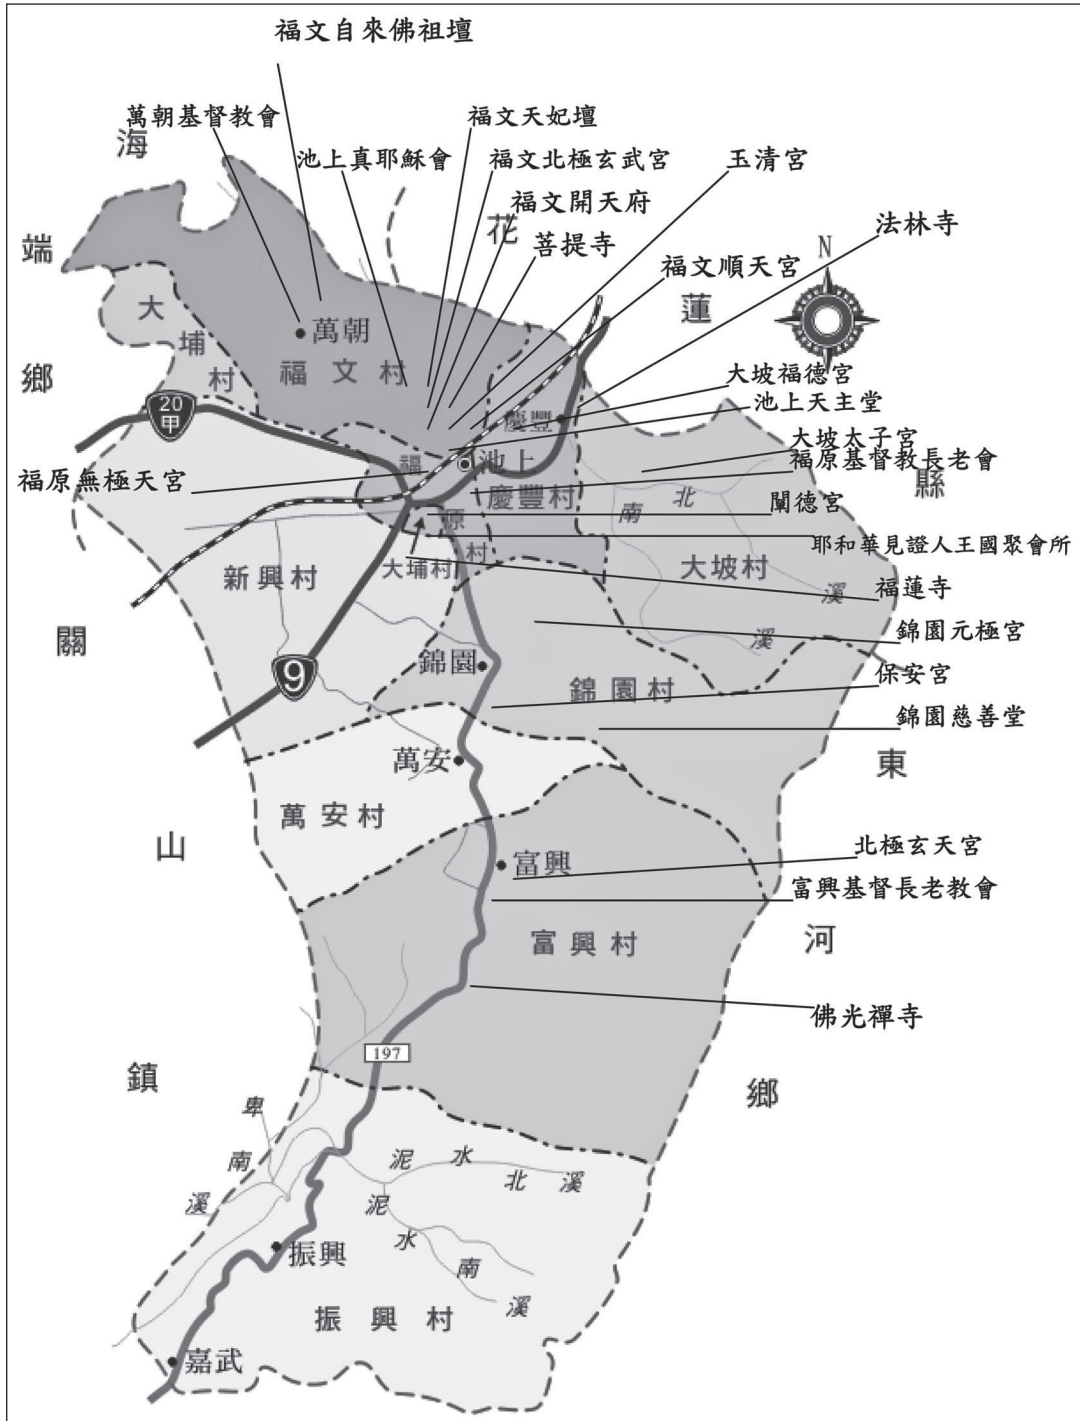 福文自來佛祖壇
萬朝基督教會
福文天妃壇
海
池上真耶穌會
福文北極玄武宮
玉清宮
福文開天府
花
法林寺
端
菩提寺
N
福文順天宮
蓮
大
萬朝
埔
福文村
村
鄉
大坡福德宮
20
甲
池上天主堂
慶豐
大坡太子宮
福
池上
福原基督教長老會
福原無極天宮
縣
慶豐村
北
南
闡德宮
原
村
耶和華見證人王國聚會所
大埔村
大坡村
新興村
溪
福蓮寺
錦園元極宮
關
溪
錦園
保安宮
9
錦園村
錦園慈善堂
萬安
東
萬安村
山
北極玄天宮
富興
富興基督長老教會
富興村
河
佛光禪寺
197
鎮
鄉
卑
南
溪
泥水北溪
泥水南溪
振興
振興村
嘉武